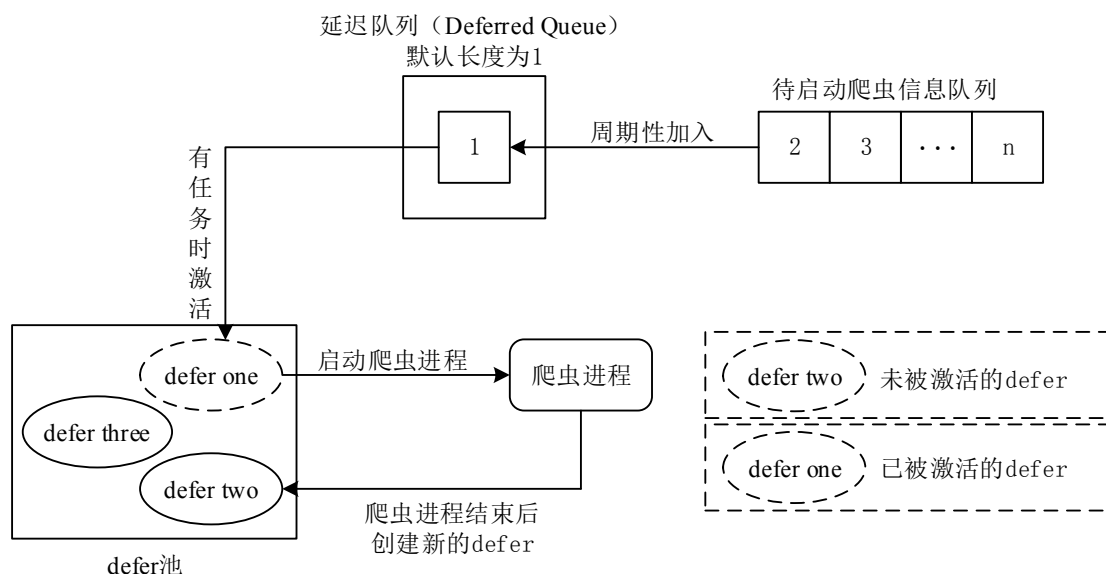 延迟队列（Deferred Queue）
默认长度为1
待启动爬虫信息队列
1
周期性加入
2 3 ··· n
有任务时激活
defer one
启动爬虫进程
爬虫进程
defer two
未被激活的defer
defer three
defer one
已被激活的defer
defer two
爬虫进程结束后
创建新的defer
defer池